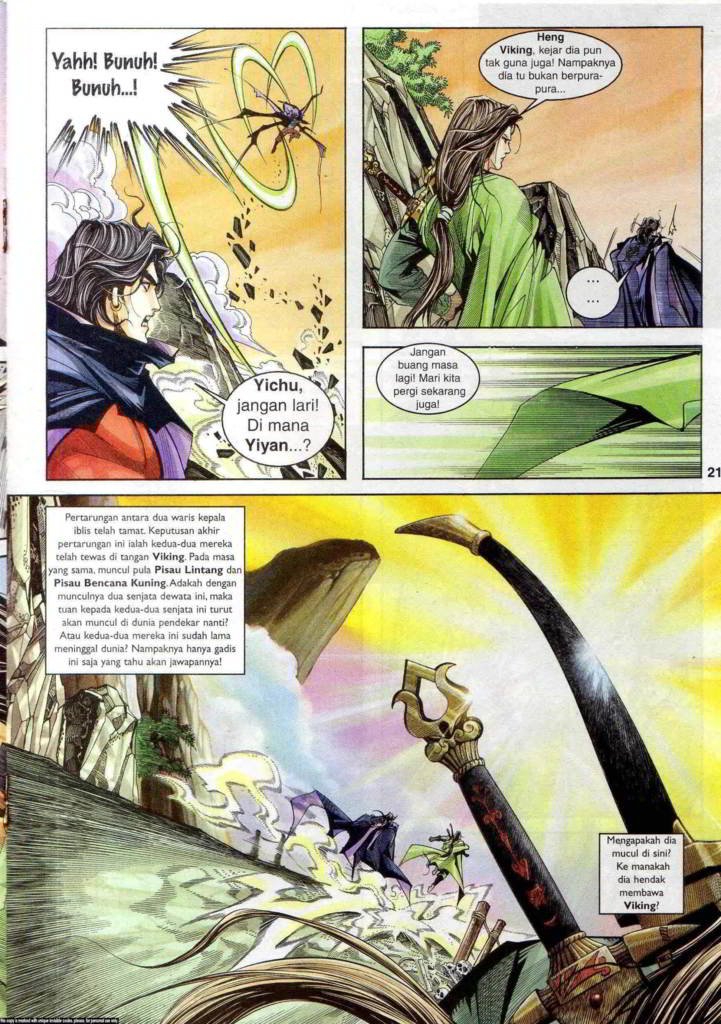 Yahh! Bunuh!
Bunuh...!
Yichu,
jangan lari!
Di mana
Yiyan...?
Heng
Viking, kejar dia pun
tak guna juga! Nampaknya
dia tu bukan berpura-
pura...
...
...
Jangan
buang masa
lagi! Mari kita
pergi sekarang
juga!
21
Pertarungan antara dua waris kepala
iblis telah tamat. Keputusan akhir
pertarungan ini ialah kedua-dua mereka
telah tewas di tangan Viking. Pada masa
yang sama, muncul pula Pisau Lintang dan
Pisau Bencana Kuning. Adakah dengan
munculnya dua senjata dewata ini, maka
tuan kepada kedua-dua senjata ini turut
akan muncul di dunia pendekar nanti?
Atau kedua-dua mereka ini sudah lama
meninggal dunia? Nampaknya hanya gadis
ini saja yang tahu akan jawapannya!
Mengapakah dia
mucul di sini?
Ke manakah
dia hendak
membawa
Viking?